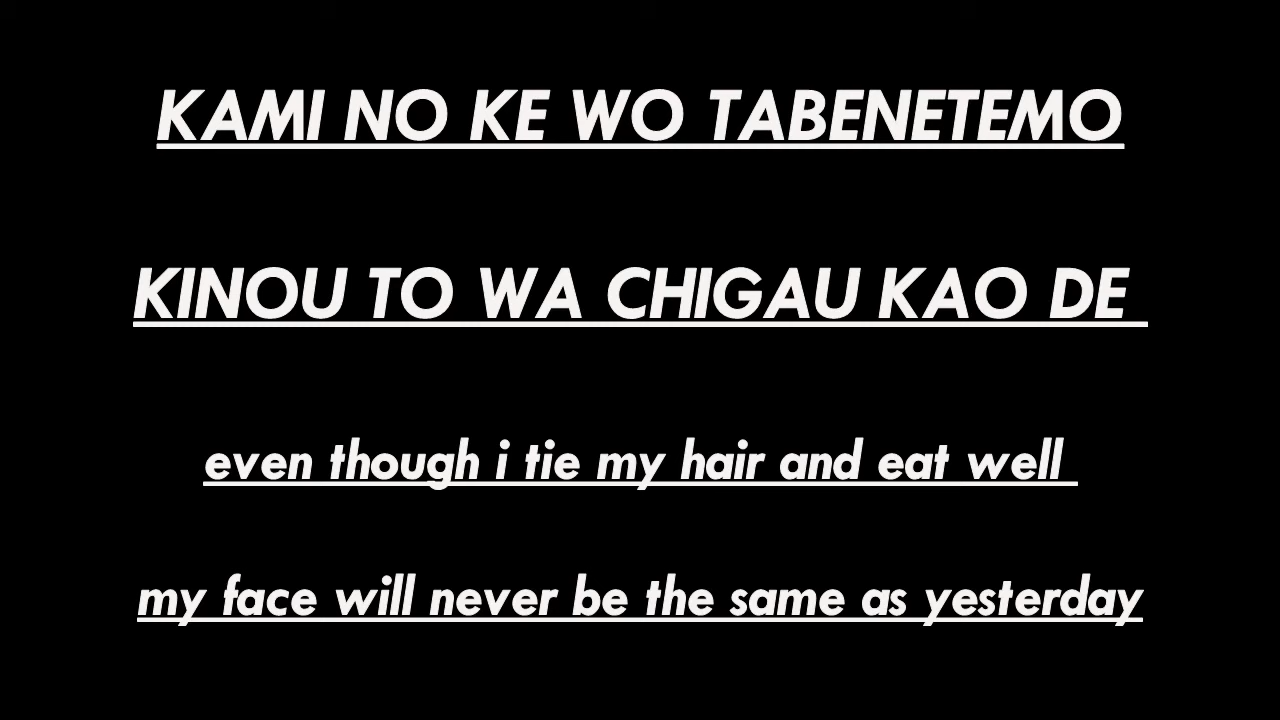 KAMI NO KE WO TABENETEMO
KINOU TO WA CHIGAU KAO DE
even though i tie my hair and eat well
my face will never be the same as yesterday